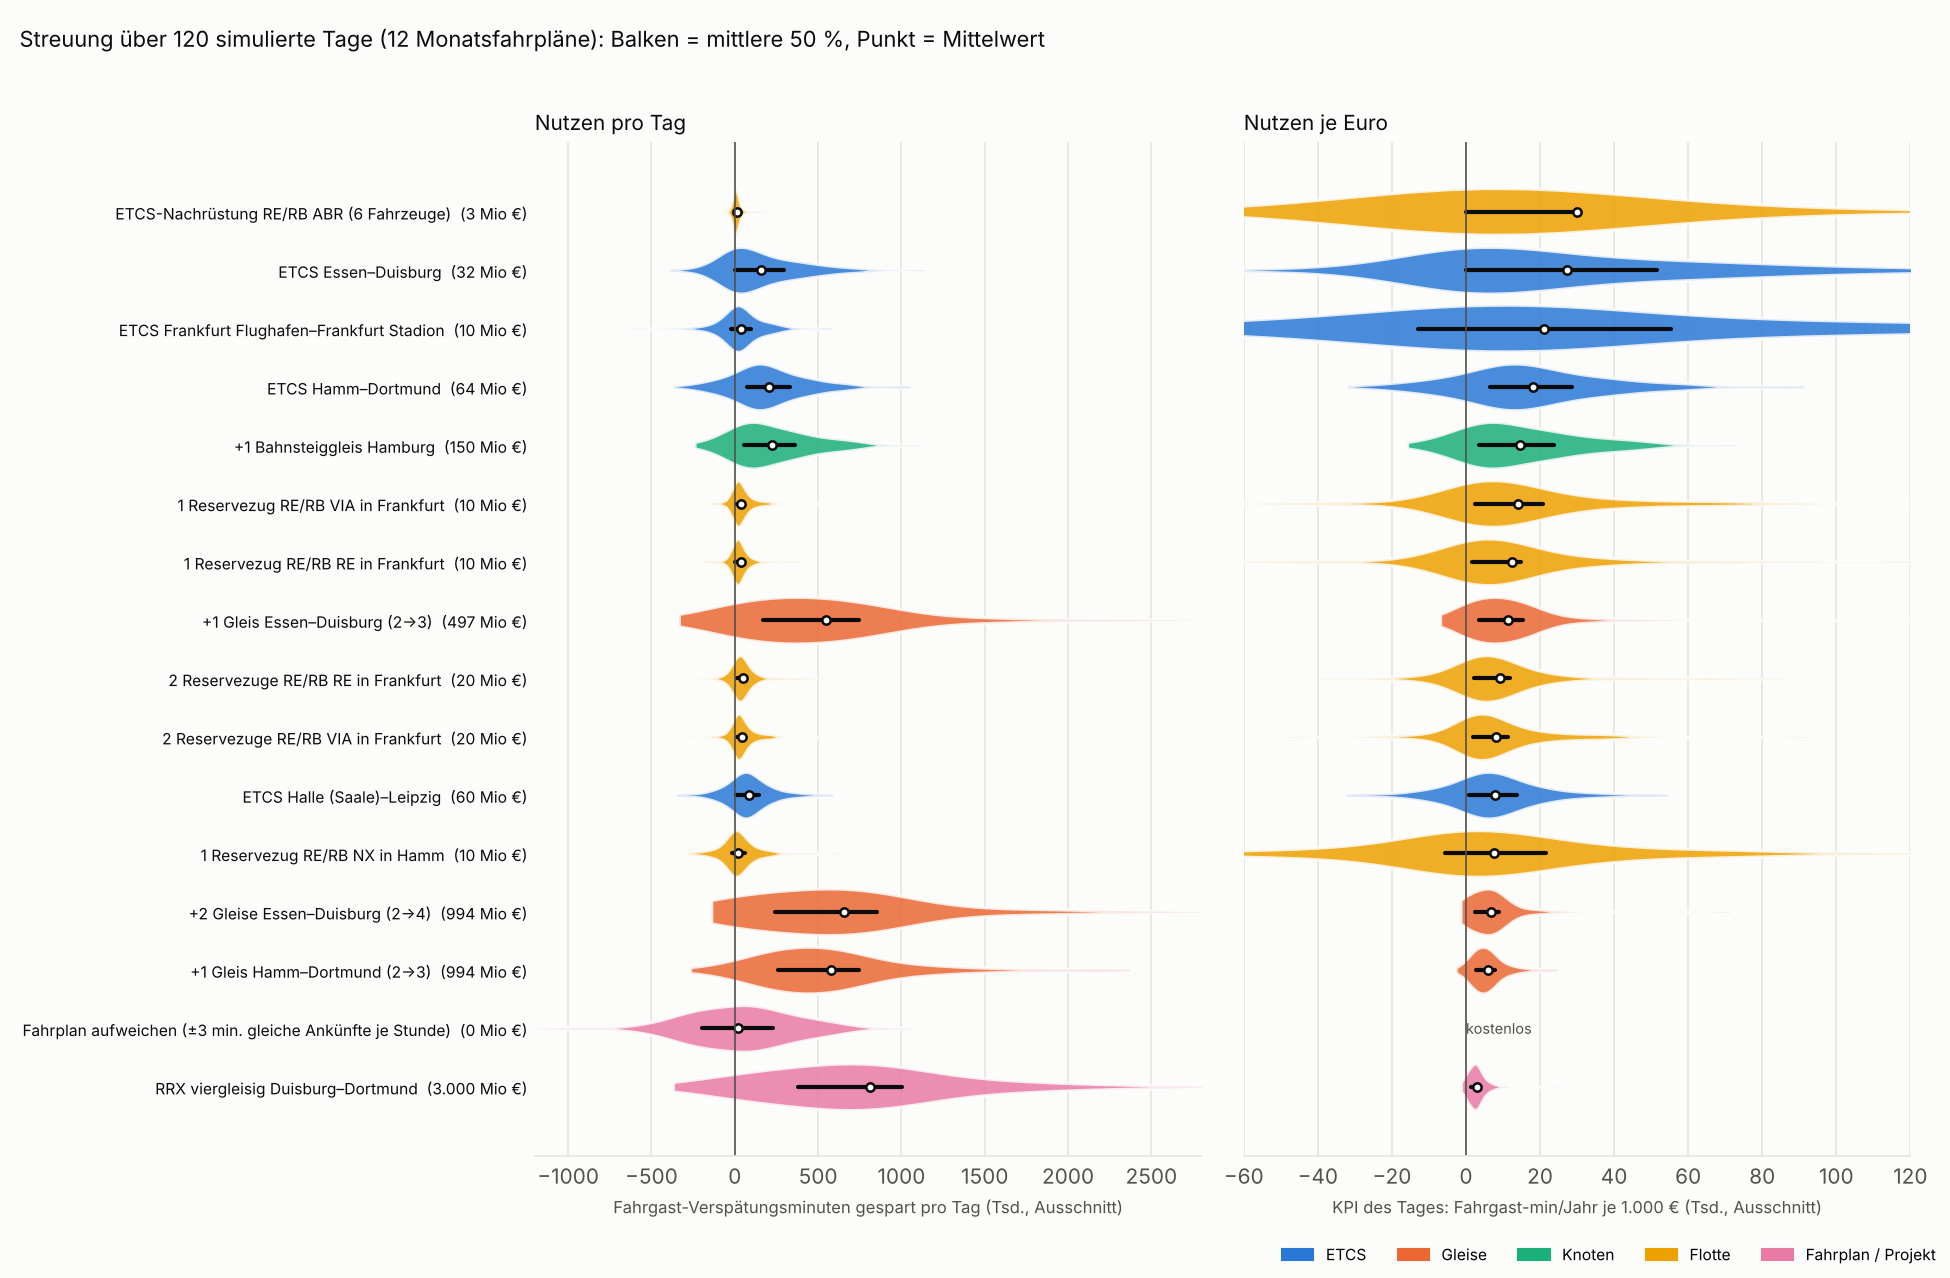 Streuung über 120 simulierte Tage (12 Monatsfahrpläne): Balken = mittlere 50 %, Punkt = Mittelwert
Nutzen pro Tag
Nutzen je Euro
ETCS-Nachrüstung RE/RB ABR (6 Fahrzeuge) (3 Mio €)
ETCS Essen–Duisburg (32 Mio €)
ETCS Frankfurt Flughafen–Frankfurt Stadion (10 Mio €)
ETCS Hamm–Dortmund (64 Mio €)
+1 Bahnsteiggleis Hamburg (150 Mio €)
1 Reservezug RE/RB VIA in Frankfurt (10 Mio €)
1 Reservezug RE/RB RE in Frankfurt (10 Mio €)
+1 Gleis Essen–Duisburg (2→3) (497 Mio €)
2 Reservezuge RE/RB RE in Frankfurt (20 Mio €)
2 Reservezuge RE/RB VIA in Frankfurt (20 Mio €)
ETCS Halle (Saale)–Leipzig (60 Mio €)
1 Reservezug RE/RB NX in Hamm (10 Mio €)
+2 Gleise Essen–Duisburg (2→4) (994 Mio €)
+1 Gleis Hamm–Dortmund (2→3) (994 Mio €)
Fahrplan aufweichen (±3 min. gleiche Ankünfte je Stunde) (0 Mio €)
kostenlos
RRX viergleisig Duisburg–Dortmund (3.000 Mio €)
−1000 −500 0 500 1000 1500 2000 2500
−60 −40 −20 0 20 40 60 80 100 120
Fahrgast-Verspätungsminuten gespart pro Tag (Tsd., Ausschnitt)
KPI des Tages: Fahrgast-min/Jahr je 1.000 € (Tsd., Ausschnitt)
ETCS Gleise Knoten Flotte Fahrplan / Projekt